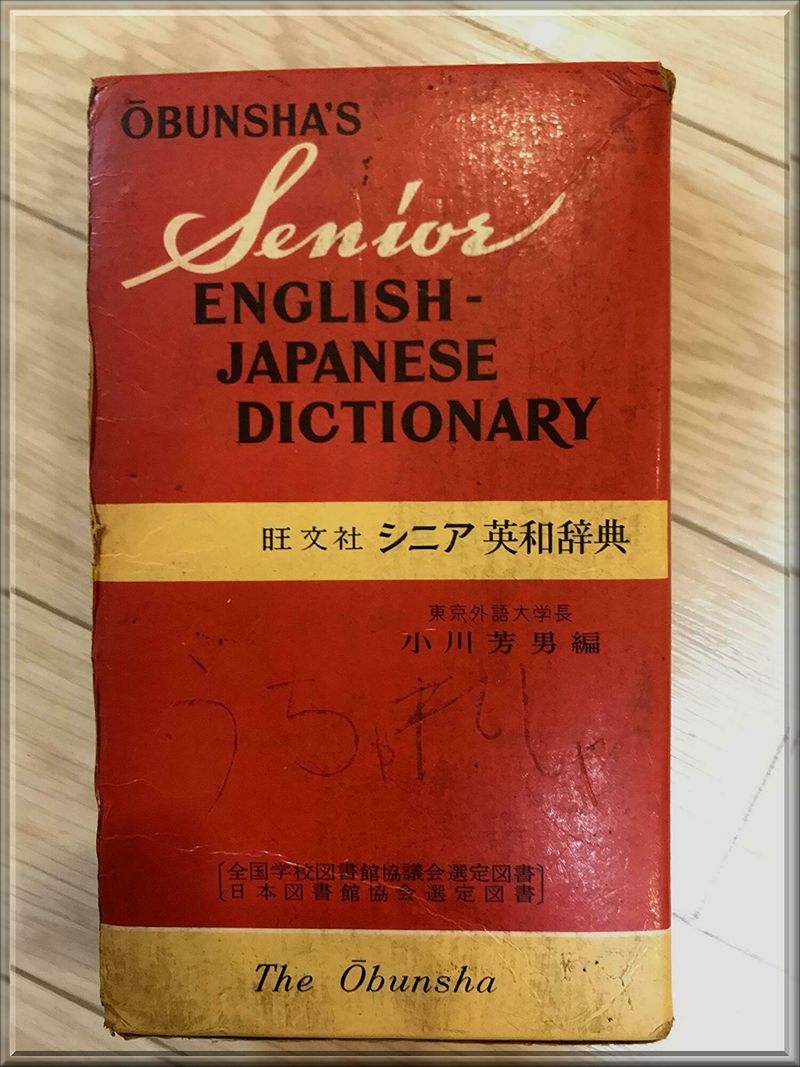 ŌBUNSHA'S
Senior
ENGLISH-
JAPANESE
DICTIONARY
旺文社 シニア 英和辞典
東京外語大学長
小川芳男編
全国学校図書館協議会選定図書
日本図書館協会選定図書
The Ōbunsha